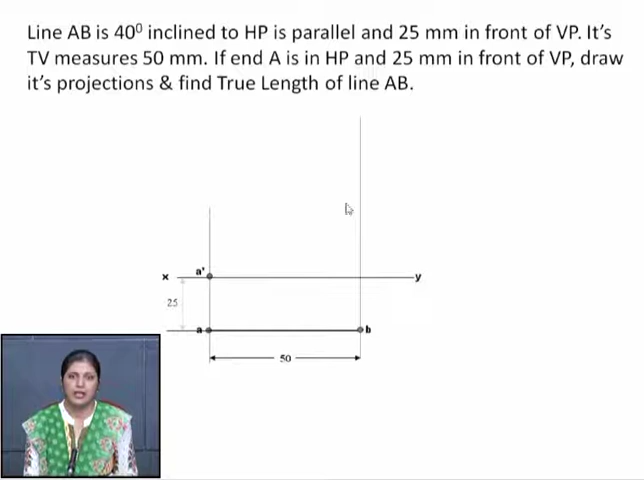 Line AB is 40⁰ inclined to HP is parallel and 25 mm in front of VP. It's
TV measures 50 mm. If end A is in HP and 25 mm in front of VP, draw
it's projections & find True Length of line AB.
x
a'
y
25
a
b
50